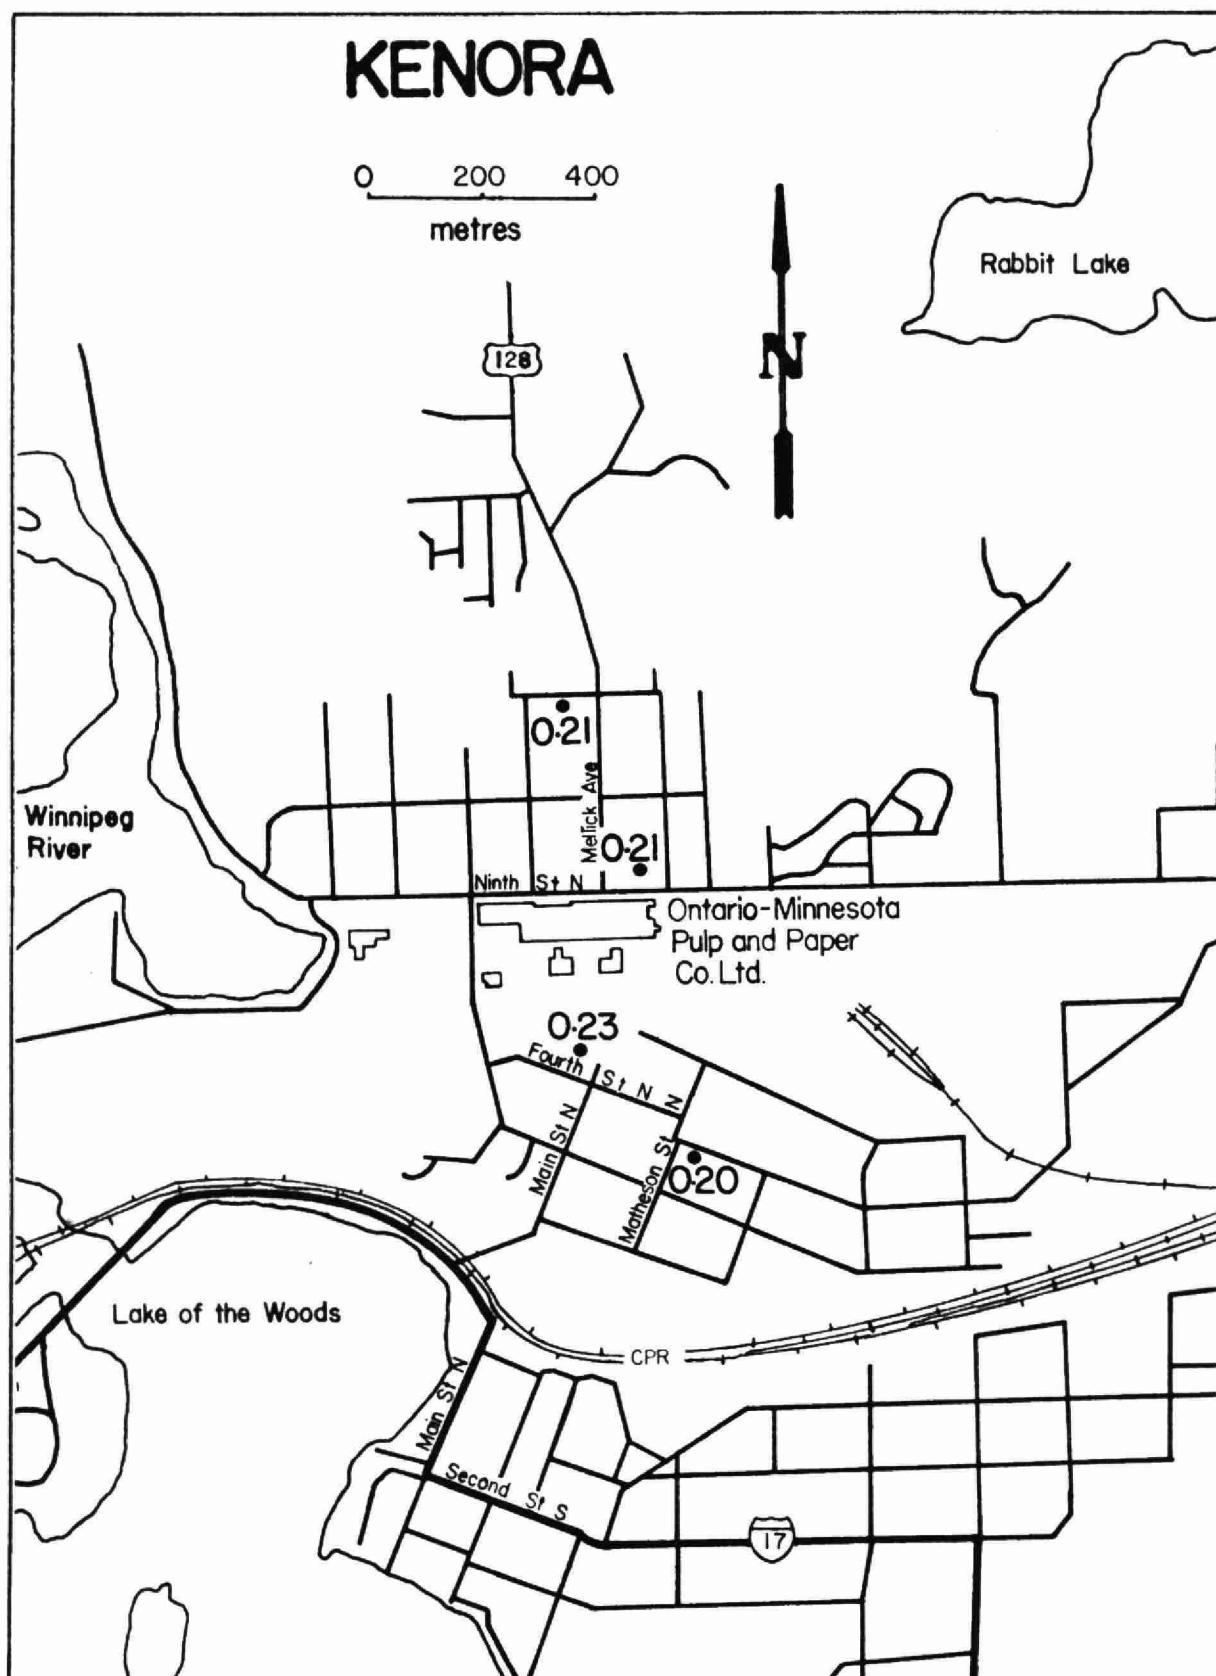 KENORA
0 200 400
metres
Rabbit Lake
N
128
0·21
Mellick Ave
Winnipeg
River
0·21
Ninth St N
Ontario-Minnesota
Pulp and Paper
Co. Ltd.
0·23
Fourth St N
Main St N
Matheson St N
0·20
Lake of the Woods
CPR
Main St N
Second St S
17